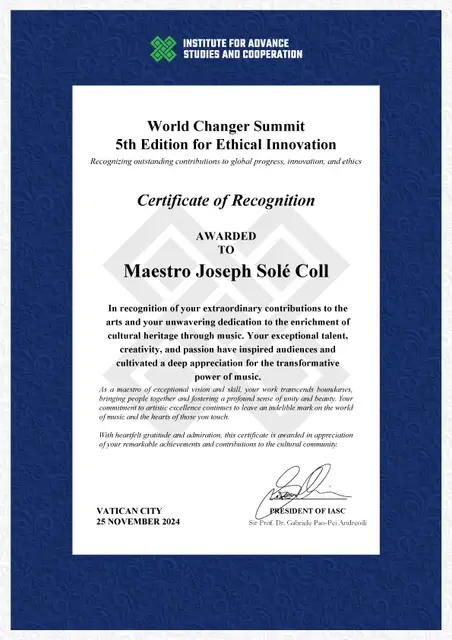 INSTITUTE FOR ADVANCE
STUDIES AND COOPERATION
World Changer Summit
5th Edition for Ethical Innovation
Recognizing outstanding contributions to global progress, innovation, and ethics
Certificate of Recognition
AWARDED
TO
Maestro Joseph Solé Coll
In recognition of your extraordinary contributions to the
arts and your unwavering dedication to the enrichment of
cultural heritage through music. Your exceptional talent,
creativity, and passion have inspired audiences and
cultivated a deep appreciation for the transformative
power of music.
As a maestro of exceptional vision and skill, your work transcends boundaries,
bringing people together and fostering a profound sense of unity and beauty. Your
commitment to artistic excellence continues to leave an indelible mark on the world
of music and the hearts of those you touch.
With heartfelt gratitude and admiration, this certificate is awarded in appreciation
of your remarkable achievements and contributions to the cultural community.
VATICAN CITY
25 NOVEMBER 2024
PRESIDENT OF IASC
Sir Prof. Dr. Gabriele Pao-Pei Andreoli